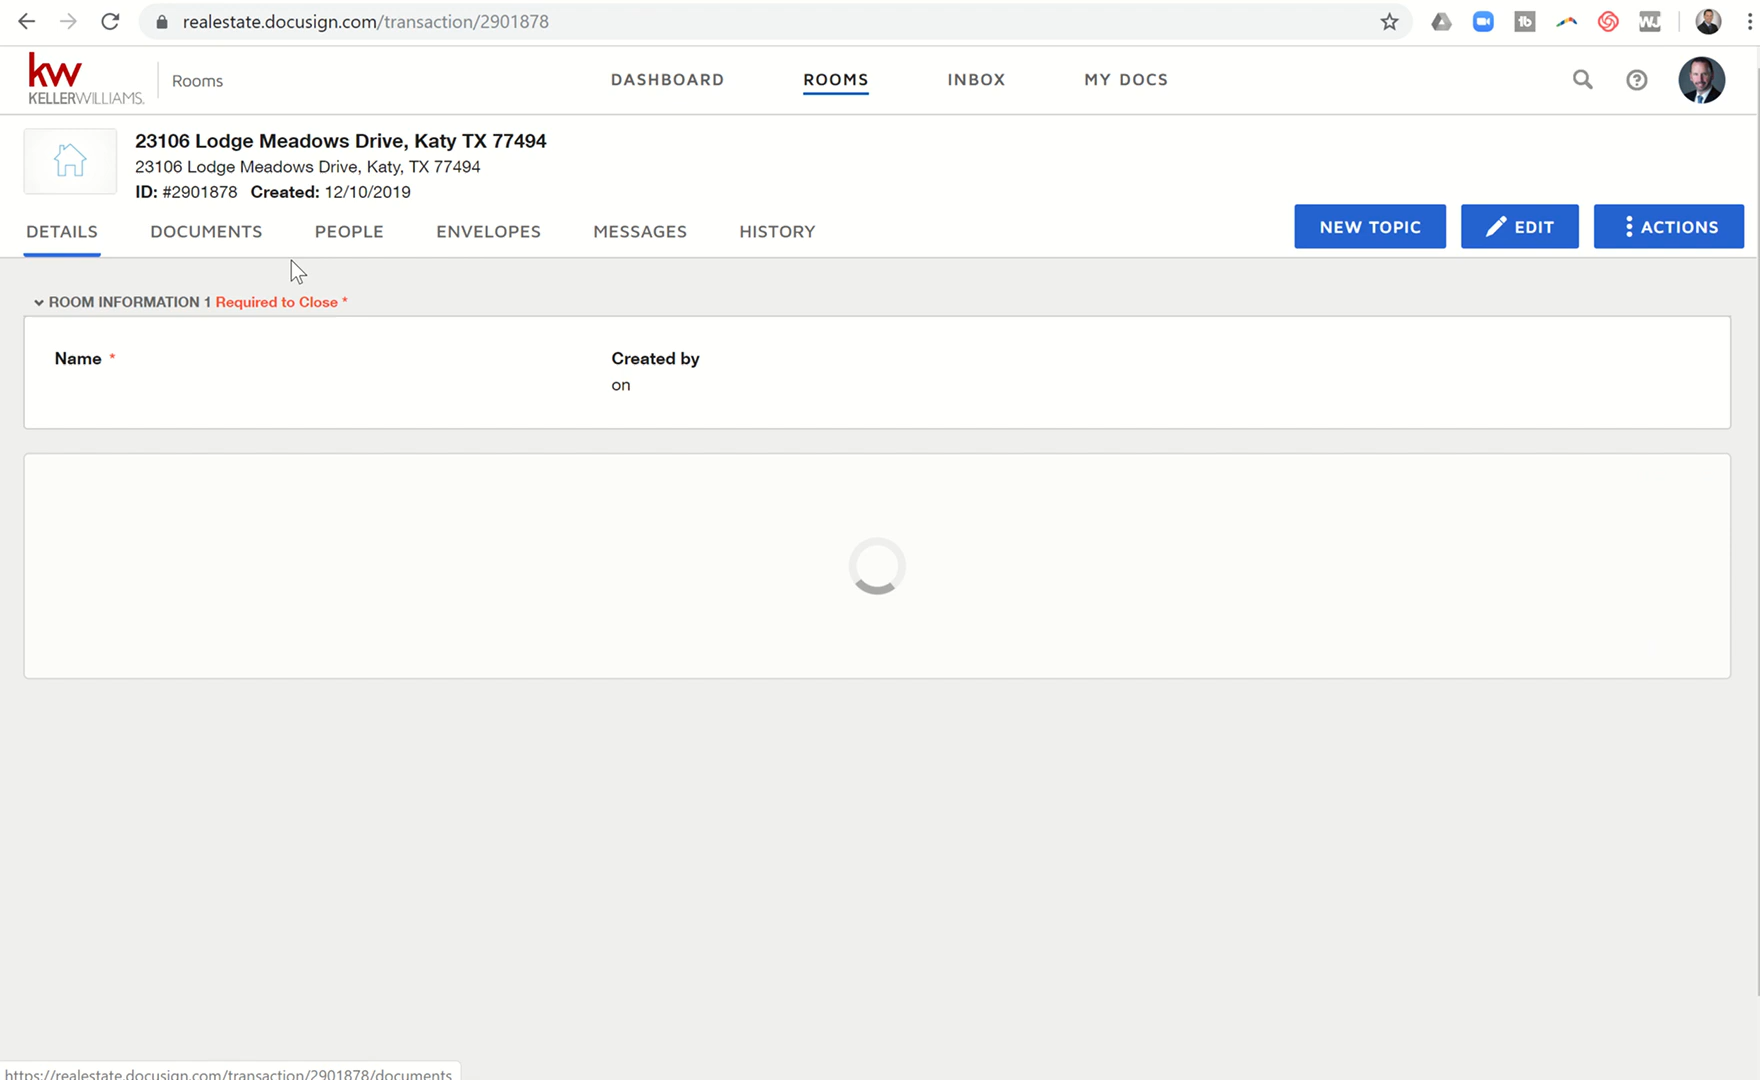 realestate.docusign.com/transaction/2901878
kw
KELLERWILLIAMS.
Rooms
DASHBOARD
ROOMS
INBOX
MY DOCS
23106 Lodge Meadows Drive, Katy TX 77494
23106 Lodge Meadows Drive, Katy, TX 77494
ID: #2901878 Created: 12/10/2019
DETAILS
DOCUMENTS
PEOPLE
ENVELOPES
MESSAGES
HISTORY
NEW TOPIC
EDIT
ACTIONS
ROOM INFORMATION 1 Required to Close *
Name *
Created by
on
https://realestate.docusign.com/transaction/2901878/documents